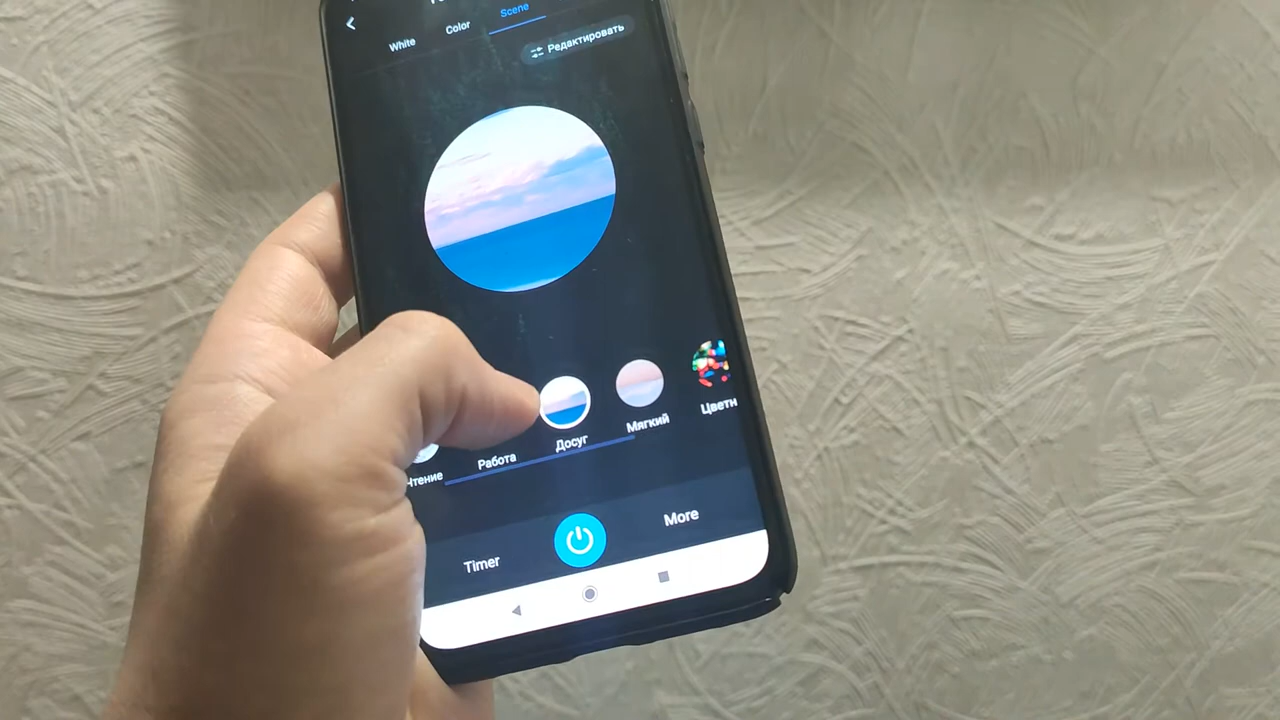 White
Color
Scene
Редактировать
Чтение
Работа
Досуг
Мягкий
Цветн
Timer
More